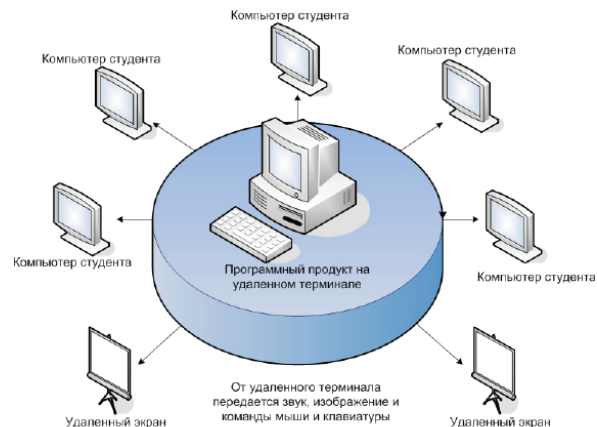 Компьютер студента
Компьютер студента
Компьютер студента
Компьютер студента
Компьютер студента
Программный продукт на
удаленном терминале
От удаленного терминала
передается звук, изображение и
команды мыши и клавиатуры
Удаленный экран
Удаленный экран